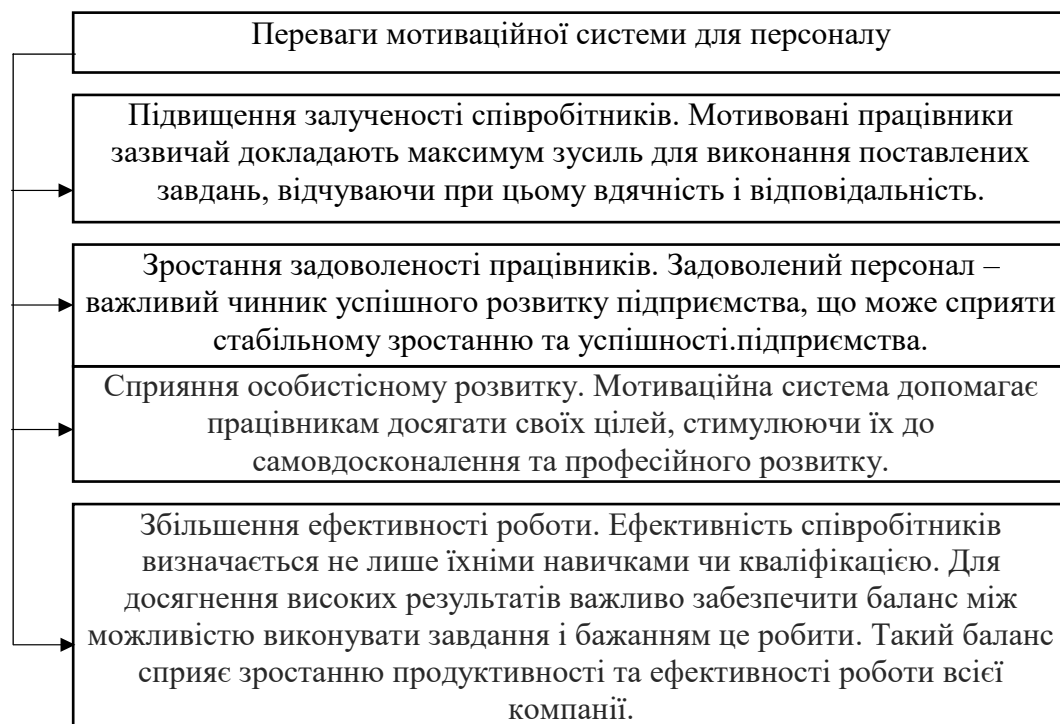 Переваги мотиваційної системи для персоналу
Підвищення залученості співробітників. Мотивовані працівники
зазвичай докладають максимум зусиль для виконання поставлених
завдань, відчуваючи при цьому вдячність і відповідальність.
Зростання задоволеності працівників. Задоволений персонал –
важливий чинник успішного розвитку підприємства, що може сприяти
стабільному зростанню та успішності.підприємства.
Сприяння особистісному розвитку. Мотиваційна система допомагає
працівникам досягати своїх цілей, стимулюючи їх до
самовдосконалення та професійного розвитку.
Збільшення ефективності роботи. Ефективність співробітників
визначається не лише їхніми навичками чи кваліфікацією. Для
досягнення високих результатів важливо забезпечити баланс між
можливістю виконувати завдання і бажанням це робити. Такий баланс
сприяє зростанню продуктивності та ефективності роботи всієї
компанії.